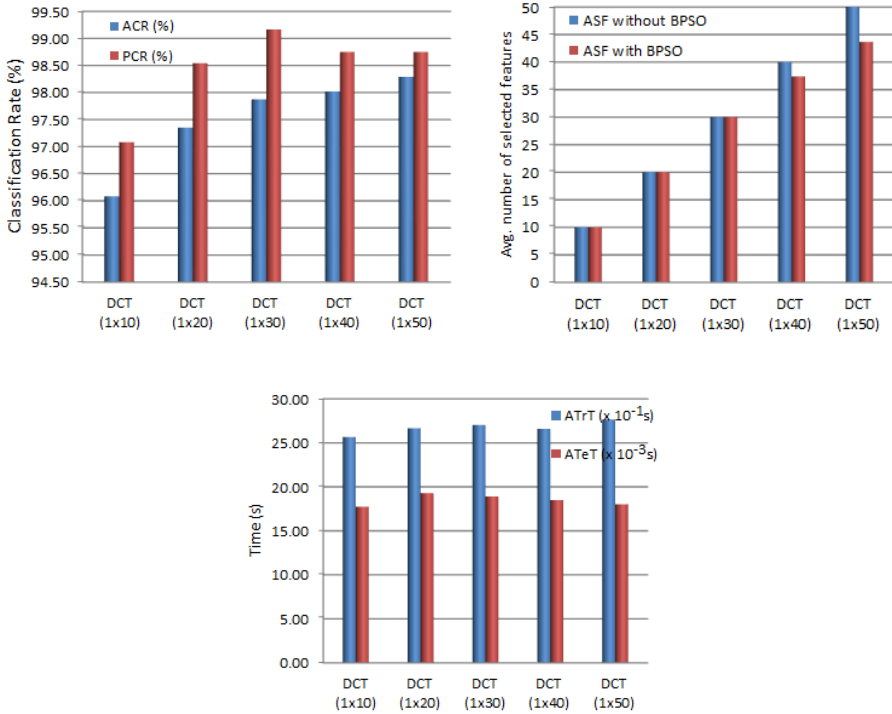 99.50
99.00
98.50
98.00
97.50
97.00
96.50
96.00
95.50
95.00
94.50
Classification Rate (%)
ACR (%)
PCR (%)
DCT DCT DCT DCT DCT
(1x10) (1x20) (1x30) (1x40) (1x50)
50
45
40
35
30
25
20
15
10
5
0
Avg. number of selected features
ASF without BPSO
ASF with BPSO
DCT DCT DCT DCT DCT
(1x10) (1x20) (1x30) (1x40) (1x50)
30.00
25.00
20.00
15.00
10.00
5.00
0.00
Time (s)
ATrT (x 10⁻¹s)
ATeT (x 10⁻³s)
DCT DCT DCT DCT DCT
(1x10) (1x20) (1x30) (1x40) (1x50)